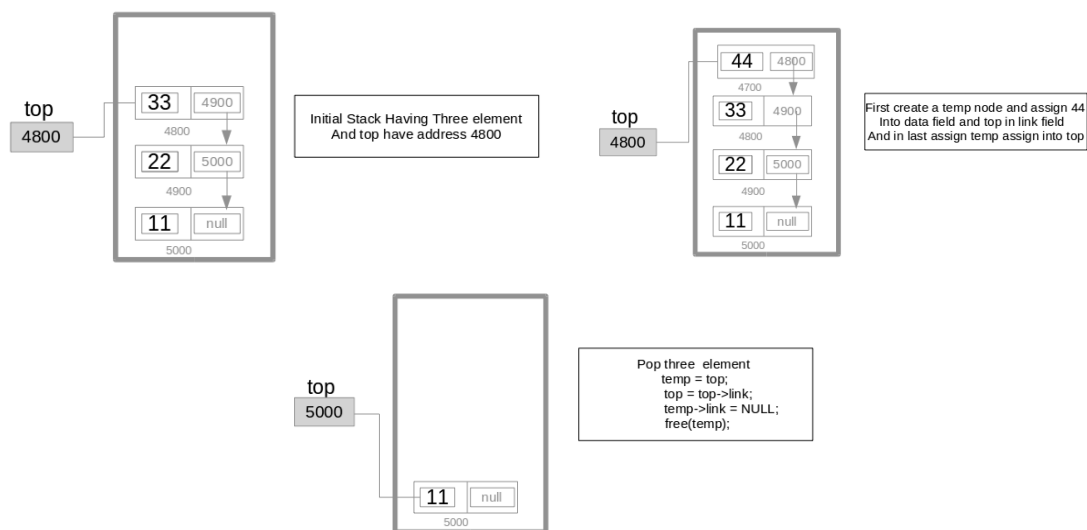 top
4800
33 4900
4800
22 5000
4900
11 null
5000
Initial Stack Having Three element
And top have address 4800
top
4800
44 4800
4700
33 4900
4800
22 5000
4900
11 null
5000
First create a temp node and assign 44
Into data field and top in link field
And in last assign temp assign into top
top
5000
11 null
5000
Pop three element
temp = top;
top = top->link;
temp->link = NULL;
free(temp);